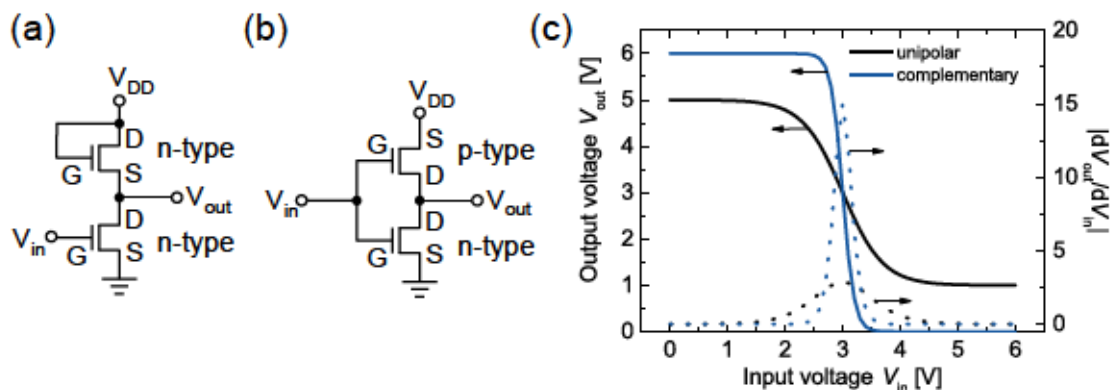 (a)
V_DD
D
G
S
n-type
V_out
D
V_in
G
S
n-type
(b)
V_DD
S
G
p-type
D
V_in
V_out
D
G
n-type
S
(c)
unipolar
complementary
Output voltage V_out [V]
6
5
4
3
2
1
0
20
15
10
5
0
|dV_out/dV_in|
0 1 2 3 4 5 6
Input voltage V_in [V]